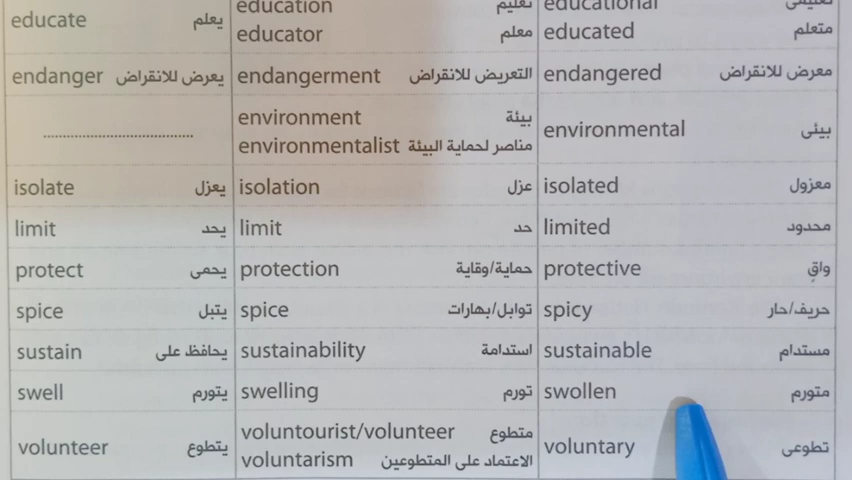 education تعليم educational تعليمى
educate يعلم educator معلم educated متعلم
endanger يعرض للانقراض endangerment التعريض للانقراض endangered معرض للانقراض
environment بيئة
...................................... environmental بيئى
environmentalist مناصر لحماية البيئة
isolate يعزل isolation عزل isolated معزول
limit يحد limit حد limited محدود
protect يحمى protection حماية/وقاية protective واقٍ
spice يتبل spice توابل/بهارات spicy حريف/حار
sustain يحافظ على sustainability استدامة sustainable مستدام
swell يتورم swelling تورم swollen متورم
voluntourist/volunteer متطوع
volunteer يتطوع voluntary تطوعى
voluntarism الاعتماد على المتطوعين